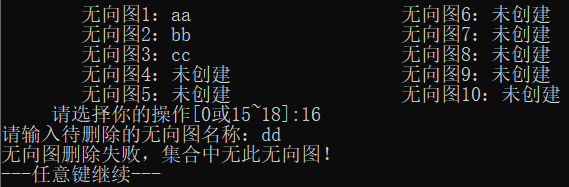 无向图1：aa 无向图6：未创建
无向图2：bb 无向图7：未创建
无向图3：cc 无向图8：未创建
无向图4：未创建 无向图9：未创建
无向图5：未创建 无向图10：未创建
请选择你的操作[0或15~18]:16
请输入待删除的无向图名称：dd
无向图删除失败，集合中无此无向图！
---任意键继续---